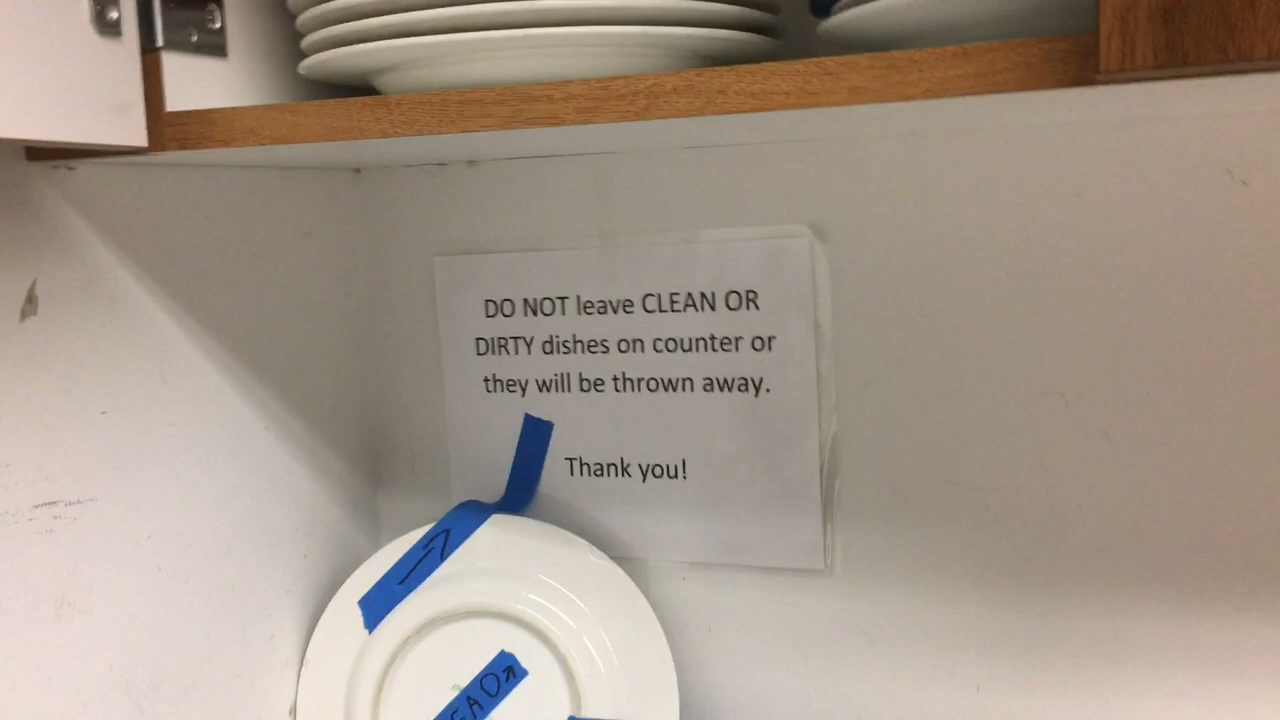 DO NOT leave CLEAN OR
DIRTY dishes on counter or
they will be thrown away.
Thank you!